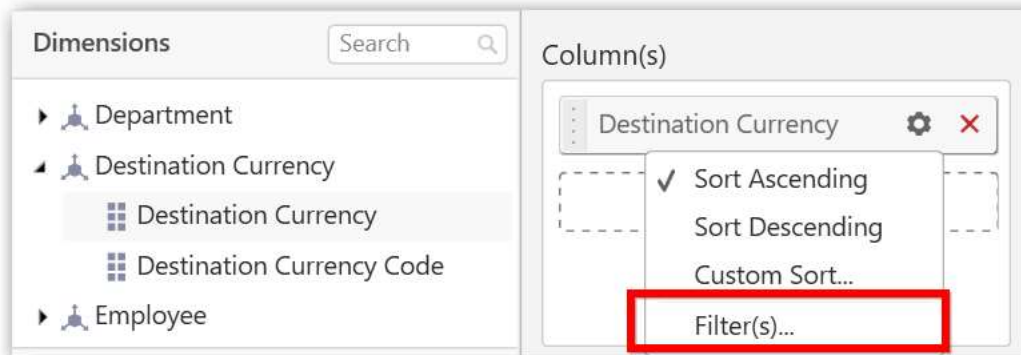 Dimensions
Search
Department
Destination Currency
Destination Currency
Destination Currency Code
Employee
Column(s)
Destination Currency
Sort Ascending
Sort Descending
Custom Sort...
Filter(s)...